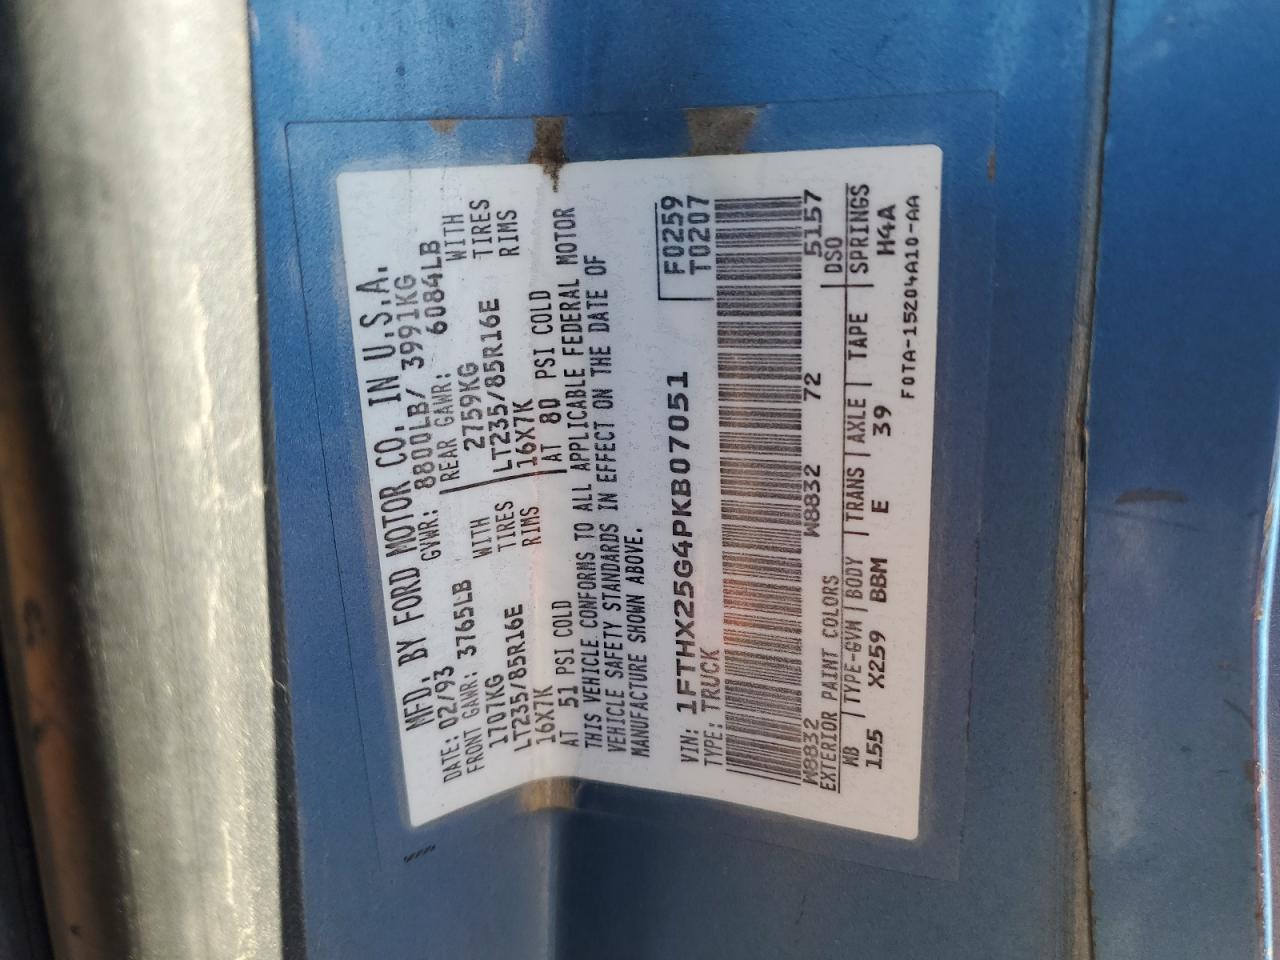 MFD. BY FORD MOTOR CO. IN U.S.A.
DATE: 02/93 GVWR: 8800LB/ 3991KG
FRONT GAWR: 3765LB REAR GAWR: 6084LB
1707KG WITH 2759KG WITH
LT235/85R16E TIRES LT235/85R16E TIRES
16X7K RIMS 16X7K RIMS
AT 51 PSI COLD AT 80 PSI COLD
THIS VEHICLE CONFORMS TO ALL APPLICABLE FEDERAL MOTOR
VEHICLE SAFETY STANDARDS IN EFFECT ON THE DATE OF
MANUFACTURE SHOWN ABOVE.
VIN: 1FTHX25G4PKB07051 F0259
TYPE: TRUCK T0207
W8832 W8832 72 5157
EXTERIOR PAINT COLORS DSO
WB TYPE-GVW BODY TRANS AXLE TAPE SPRINGS
155 X259 BBM E 39 H4A
F0TA-15204A10-AA